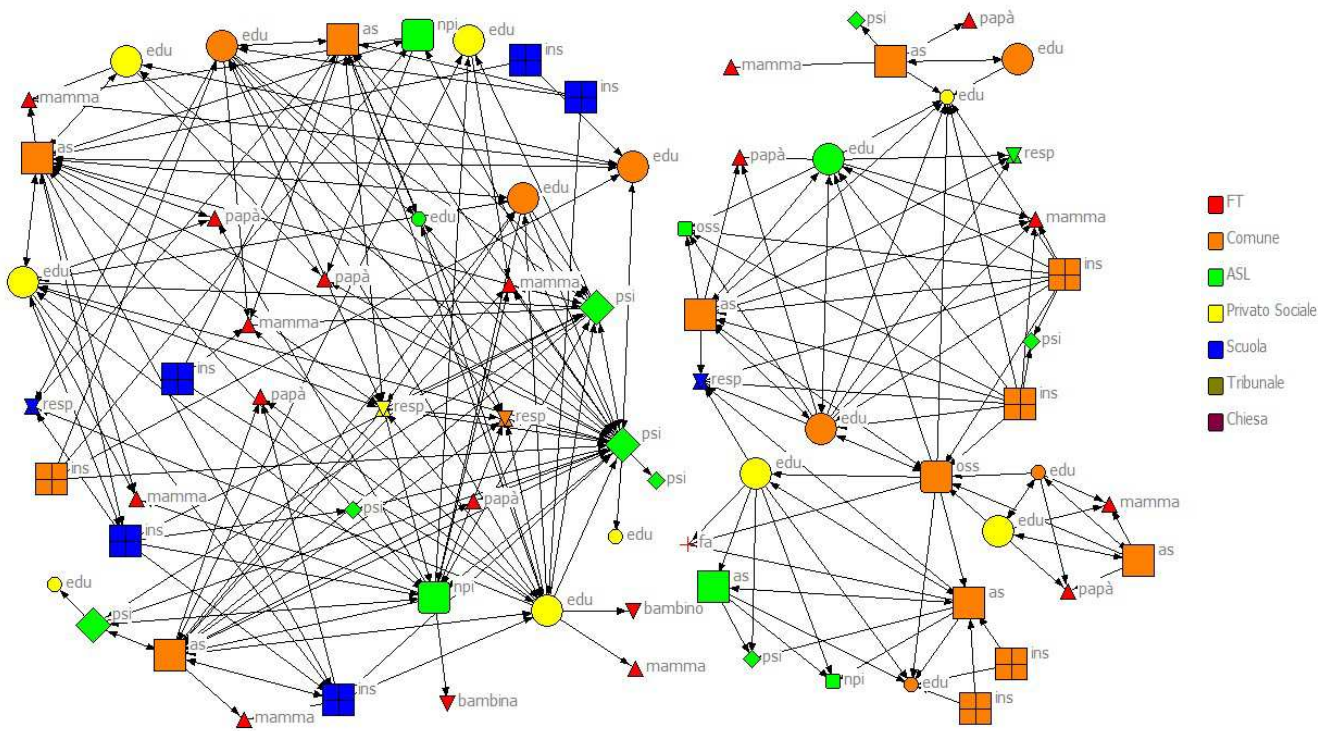 edu
edu
as
npi
edu
ins
ins
mamma
as
edu
edu
papà
edu
edu
papà
mamma
psi
mamma
ins
papà
resp
resp
resp
psi
ins
psi
mamma
psi
papà
ins
edu
edu
npi
edu
bambino
psi
as
mamma
ins
bambina
mamma
psi
papà
as
edu
mamma
edu
papà
edu
resp
oss
mamma
ins
as
psi
resp
ins
edu
edu
oss
edu
mamma
edu
fa
as
as
papà
as
psi
npi
edu
ins
ins
FT
Comune
ASL
Privato Sociale
Scuola
Tribunale
Chiesa